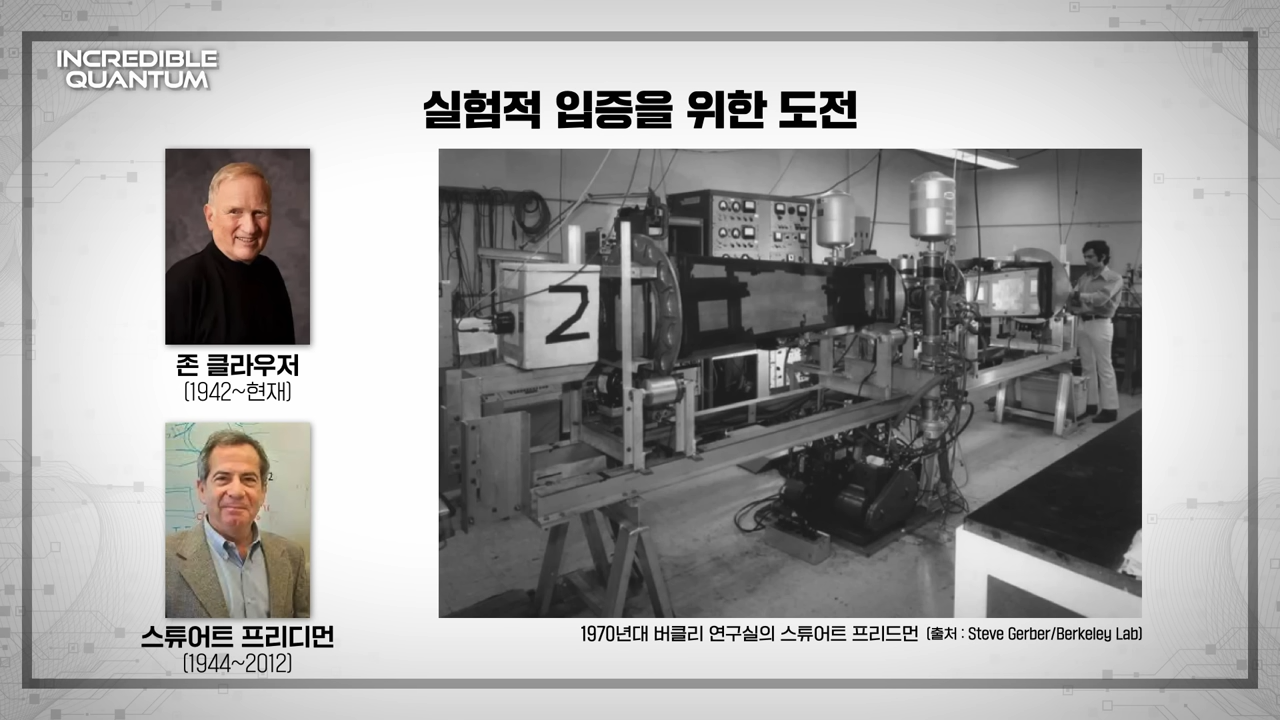 INCREDIBLE
QUANTUM
실험적 입증을 위한 도전
존 클라우저
(1942~현재)
스튜어트 프리디먼
(1944~2012)
2
1970년대 버클리 연구실의 스튜어트 프리드먼 (출처 : Steve Gerber/Berkeley Lab)